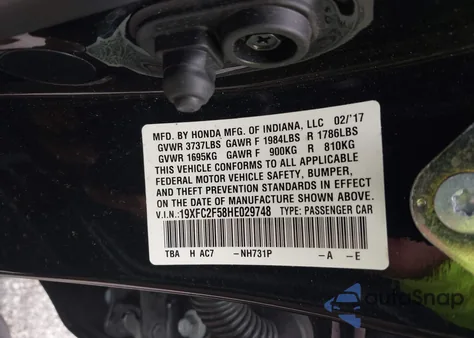 MFD. BY HONDA MFG. OF INDIANA, LLC 02/'17
GVWR 3737LBS GAWR F 1984LBS R 1786LBS
GVWR 1695KG GAWR F 900KG R 810KG
THIS VEHICLE CONFORMS TO ALL APPLICABLE
FEDERAL MOTOR VEHICLE SAFETY, BUMPER,
AND THEFT PREVENTION STANDARDS IN EFFECT
ON THE DATE OF MANUFACTURE SHOWN ABOVE.
V.I.N.: 19XFC2F58HE029748 TYPE: PASSENGER CAR
TBA H AC7 -NH731P -A -E
autoSnap